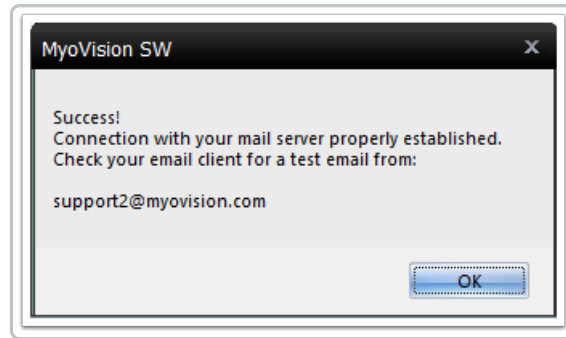 MyoVision SW
x
Success!
Connection with your mail server properly established.
Check your email client for a test email from:
support2@myovision.com
OK